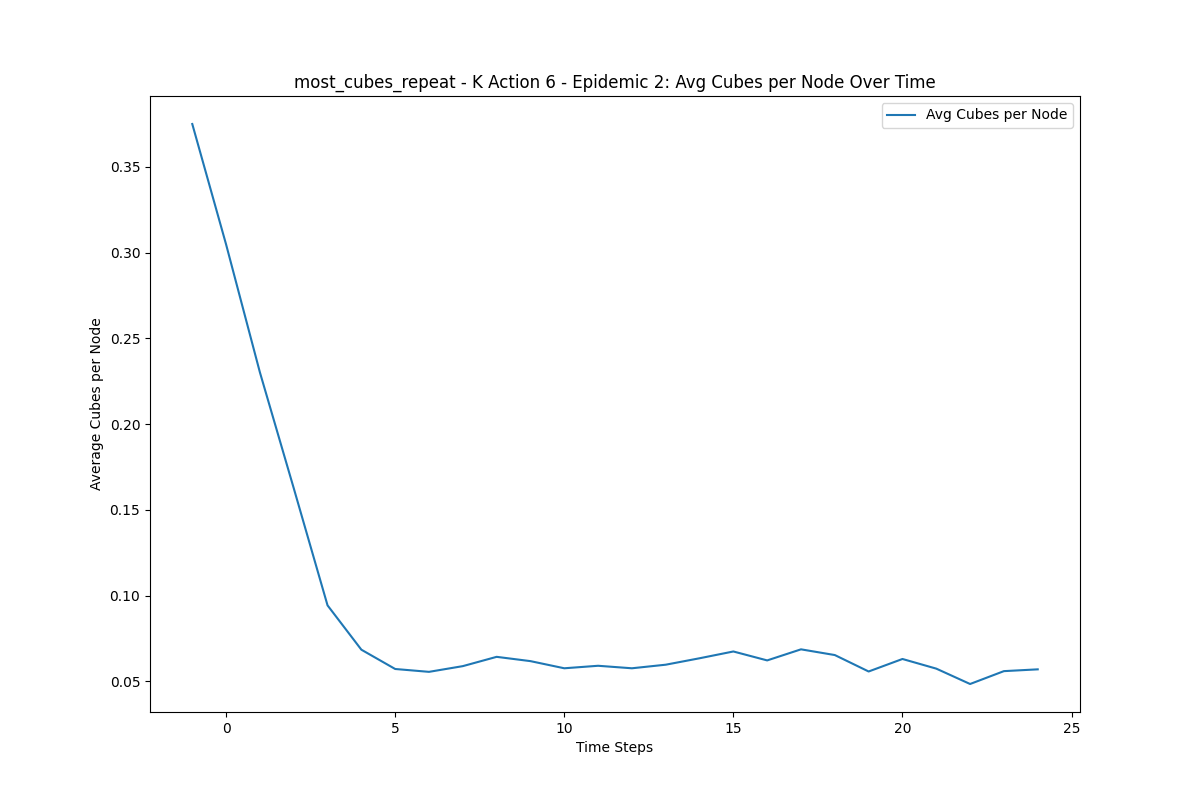 most_cubes_repeat - K Action 6 - Epidemic 2: Avg Cubes per Node Over Time
Avg Cubes per Node
Average Cubes per Node
0.35
0.30
0.25
0.20
0.15
0.10
0.05
0 5 10 15 20 25
Time Steps